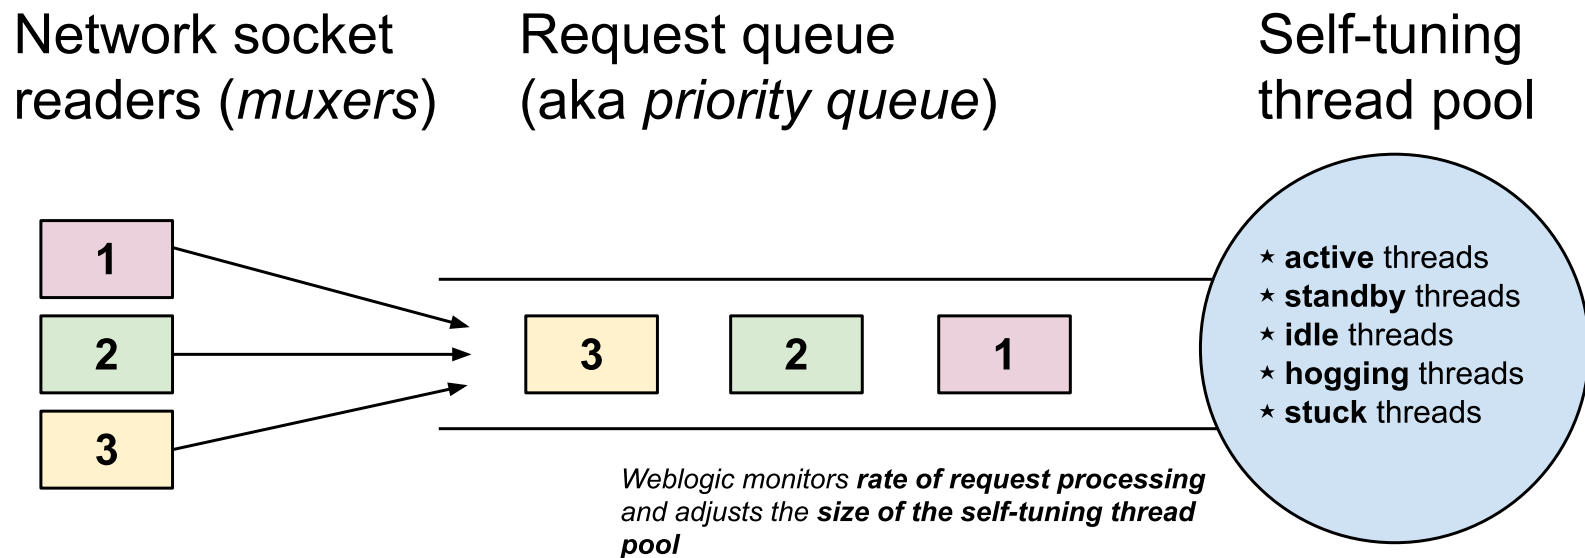 Network socket
readers (muxers)
Request queue
(aka priority queue)
Self-tuning
thread pool
1
2
3
3
2
1
★ active threads
★ standby threads
★ idle threads
★ hogging threads
★ stuck threads
Weblogic monitors rate of request processing
and adjusts the size of the self-tuning thread
pool